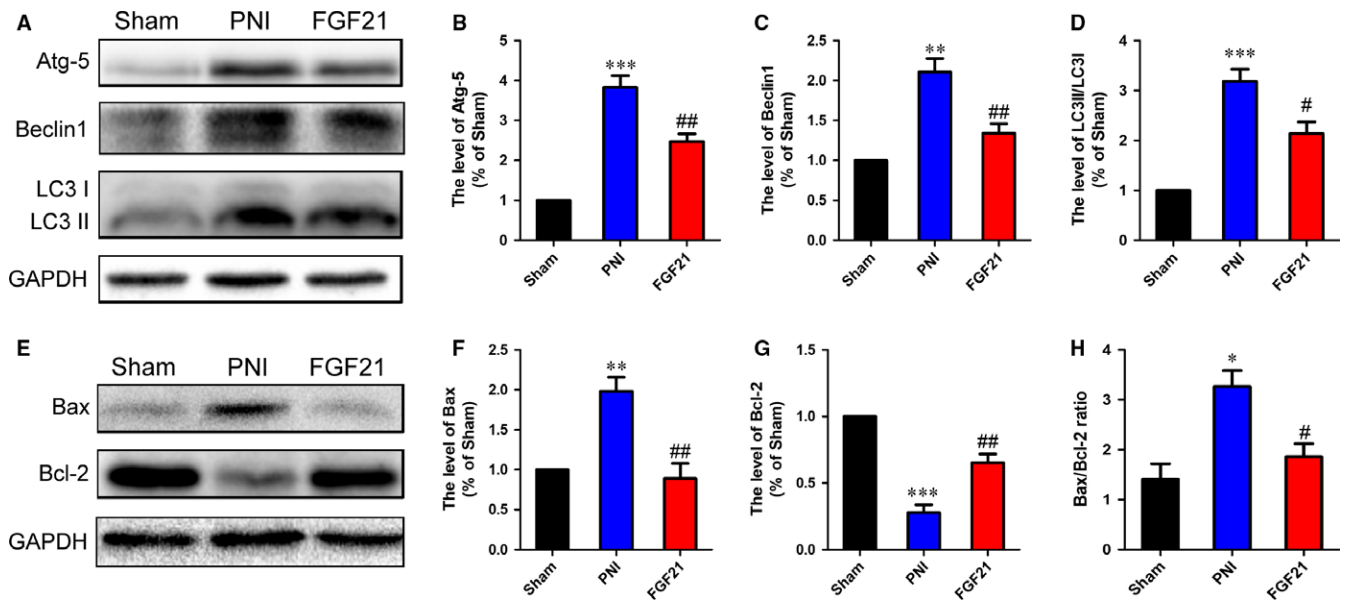 A
Sham PNI FGF21
Atg-5
Beclin1
LC3 I
LC3 II
GAPDH
B
The level of Atg-5
(% of Sham)
5
4
3
2
1
0
***
##
Sham PNI FGF21
C
The level of Beclin1
(% of Sham)
2.5
2.0
1.5
1.0
0.5
0.0
**
##
Sham PNI FGF21
D
The level of LC3II/LC3I
(% of Sham)
4
3
2
1
0
***
#
Sham PNI FGF21
E
Sham PNI FGF21
Bax
Bcl-2
GAPDH
F
The level of Bax
(% of Sham)
2.5
2.0
1.5
1.0
0.5
0.0
**
##
Sham PNI FGF21
G
The level of Bcl-2
(% of Sham)
1.5
1.0
0.5
0.0
***
##
Sham PNI FGF21
H
Bax/Bcl-2 ratio
4
3
2
1
0
*
#
Sham PNI FGF21